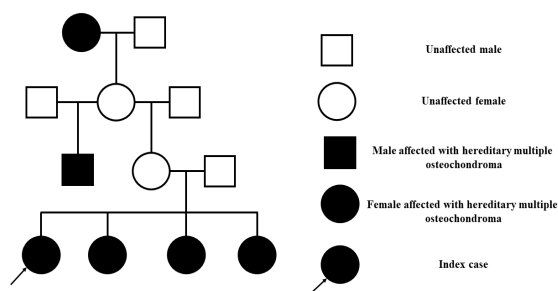 Unaffected male
Unaffected female
Male affected with hereditary multiple
osteochondroma
Female affected with hereditary multiple
osteochondroma
Index case